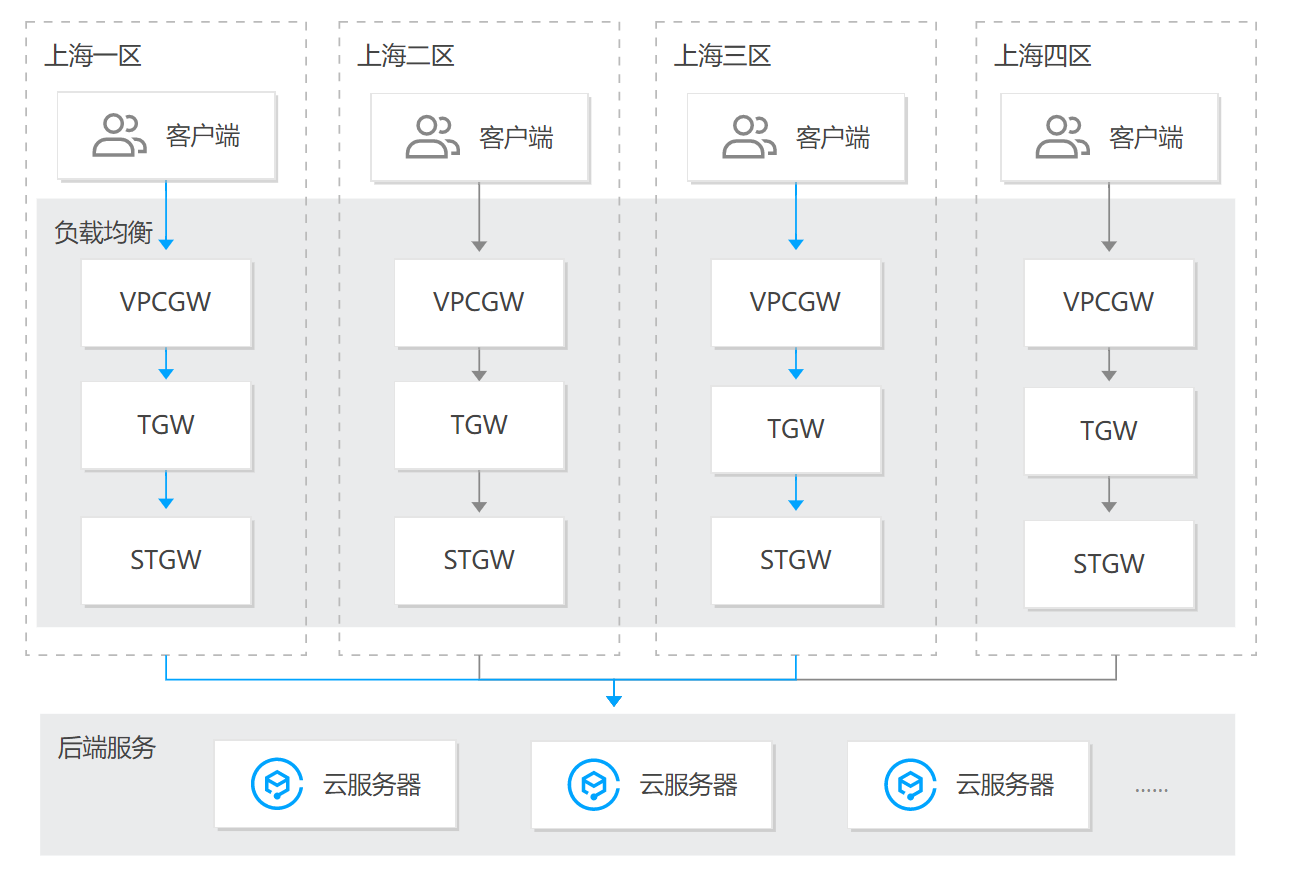 上海一区
上海二区
上海三区
上海四区
客户端
客户端
客户端
客户端
负载均衡
VPCGW
VPCGW
VPCGW
VPCGW
TGW
TGW
TGW
TGW
STGW
STGW
STGW
STGW
后端服务
云服务器
云服务器
云服务器
......